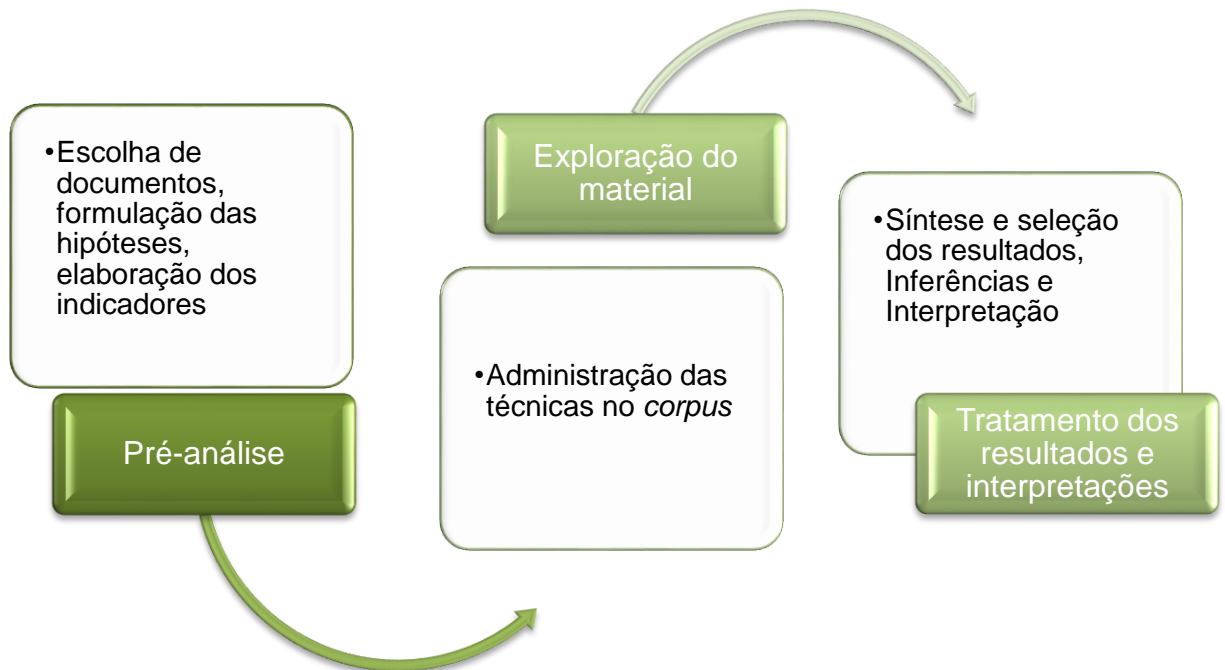 •Escolha de
documentos,
formulação das
hipóteses,
elaboração dos
indicadores
Pré-análise
Exploração do
material
•Administração das
técnicas no corpus
•Síntese e seleção
dos resultados,
Inferências e
Interpretação
Tratamento dos
resultados e
interpretações